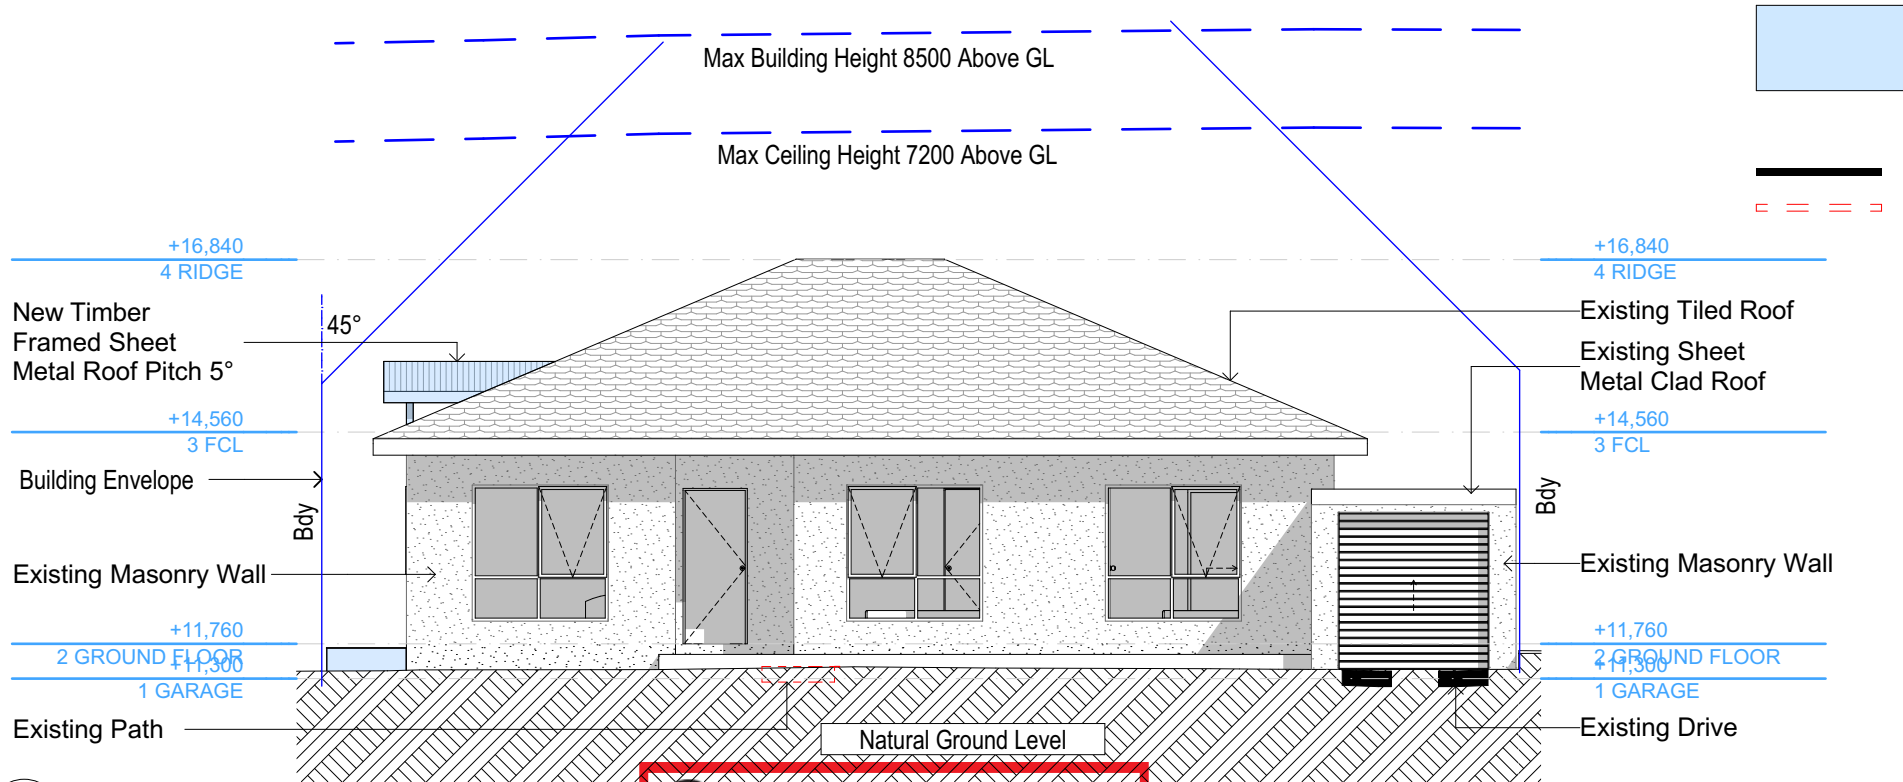 Max Building Height 8500 Above GL
Max Ceiling Height 7200 Above GL
+16,840
4 RIDGE
New Timber
Framed Sheet
Metal Roof Pitch 5°
45°
+14,560
3 FCL
Building Envelope
Bdy
Existing Masonry Wall
+11,760
2 GROUND FLOOR
+11,300
1 GARAGE
Existing Path
Natural Ground Level
+16,840
4 RIDGE
Existing Tiled Roof
Existing Sheet
Metal Clad Roof
+14,560
3 FCL
Bdy
Existing Masonry Wall
+11,760
2 GROUND FLOOR
+11,300
1 GARAGE
Existing Drive